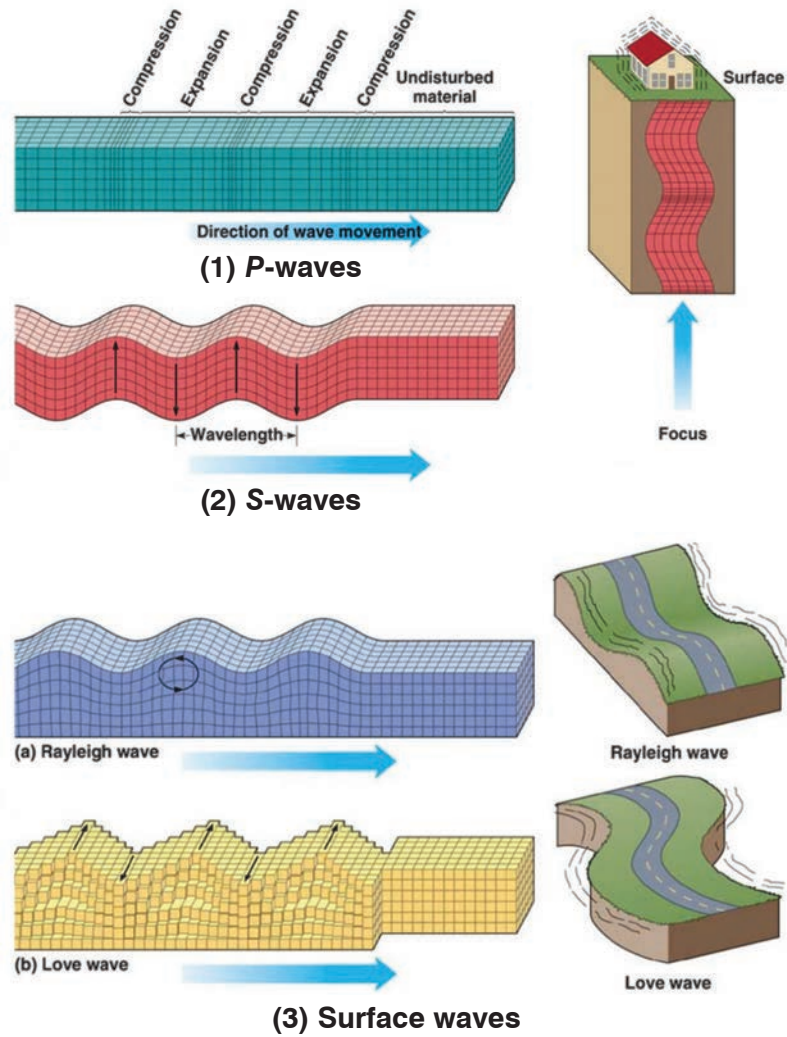 Compression
Expansion
Compression
Expansion
Compression
Undisturbed
material
Surface
Direction of wave movement
(1) P-waves
Wavelength
Focus
(2) S-waves
(a) Rayleigh wave
Rayleigh wave
(b) Love wave
Love wave
(3) Surface waves